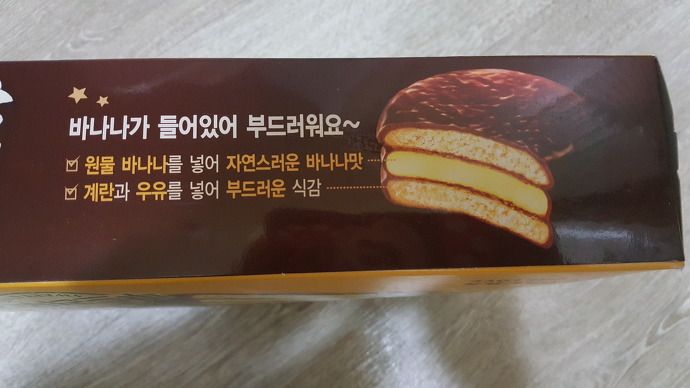 바나나가 들어있어 부드러워요~
원물 바나나를 넣어 자연스러운 바나나맛
계란과 우유를 넣어 부드러운 식감